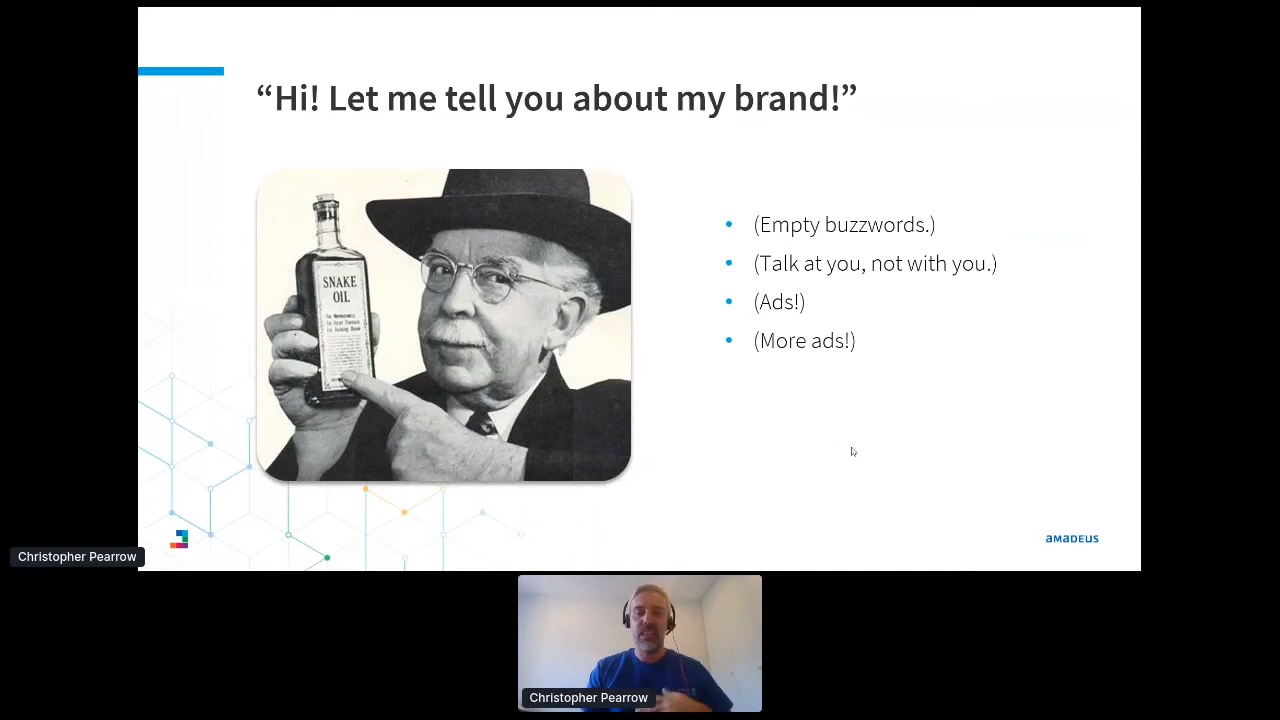 “Hi! Let me tell you about my brand!”
SNAKE
OIL
• (Empty buzzwords.)
• (Talk at you, not with you.)
• (Ads!)
• (More ads!)
amadeus
Christopher Pearrow
Christopher Pearrow